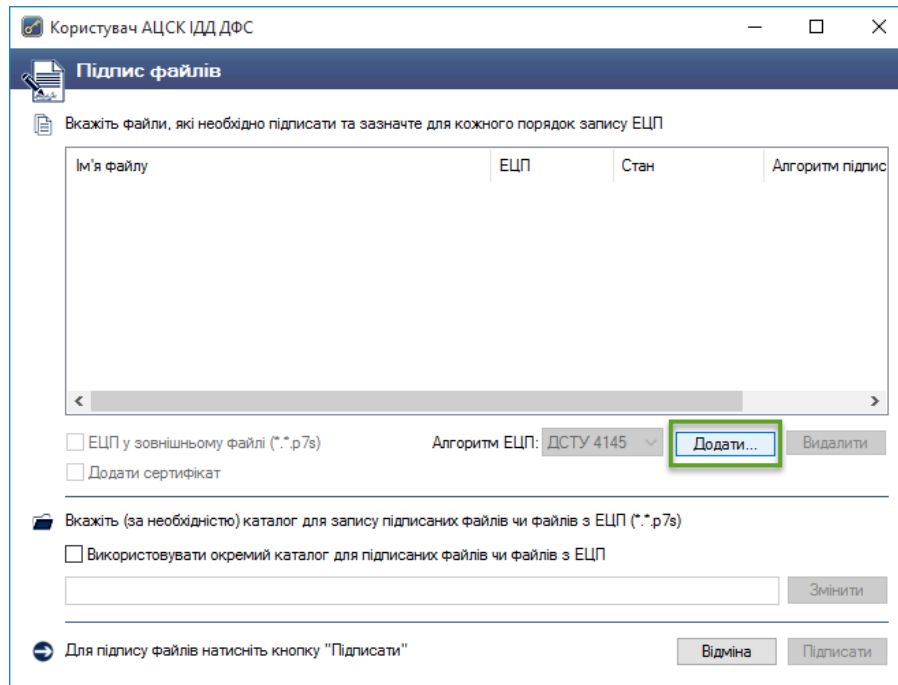 Користувач АЦСК ІДД ДФС
Підпис файлів
Вкажіть файли, які необхідно підписати та зазначте для кожного порядок запису ЕЦП
Ім'я файлу ЕЦП Стан Алгоритм підпис
ЕЦП у зовнішньому файлі (*.*.p7s) Алгоритм ЕЦП: ДСТУ 4145 Додати... Видалити
Додати сертифікат
Вкажіть (за необхідністю) каталог для запису підписаних файлів чи файлів з ЕЦП (*.*.p7s)
Використовувати окремий каталог для підписаних файлів чи файлів з ЕЦП
Змінити
Для підпису файлів натисніть кнопку "Підписати" Відміна Підписати